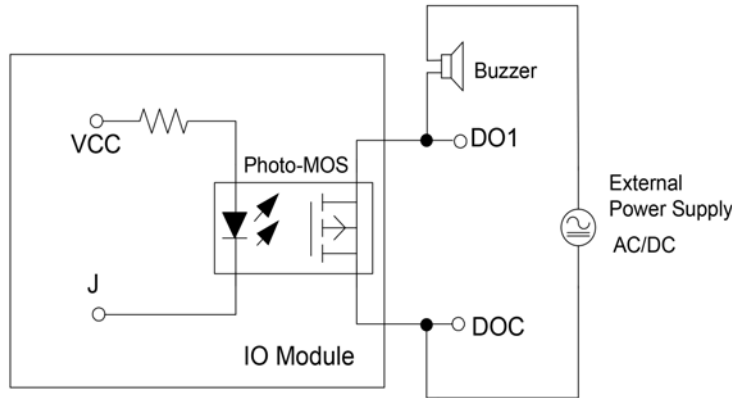 Buzzer
VCC
DO1
Photo-MOS
External
Power Supply
AC/DC
J
DOC
IO Module